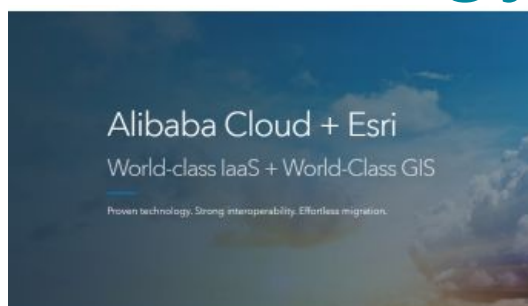 Alibaba Cloud + Esri
World-class IaaS + World-Class GIS
Proven technology. Strong interoperability. Effortless migration.